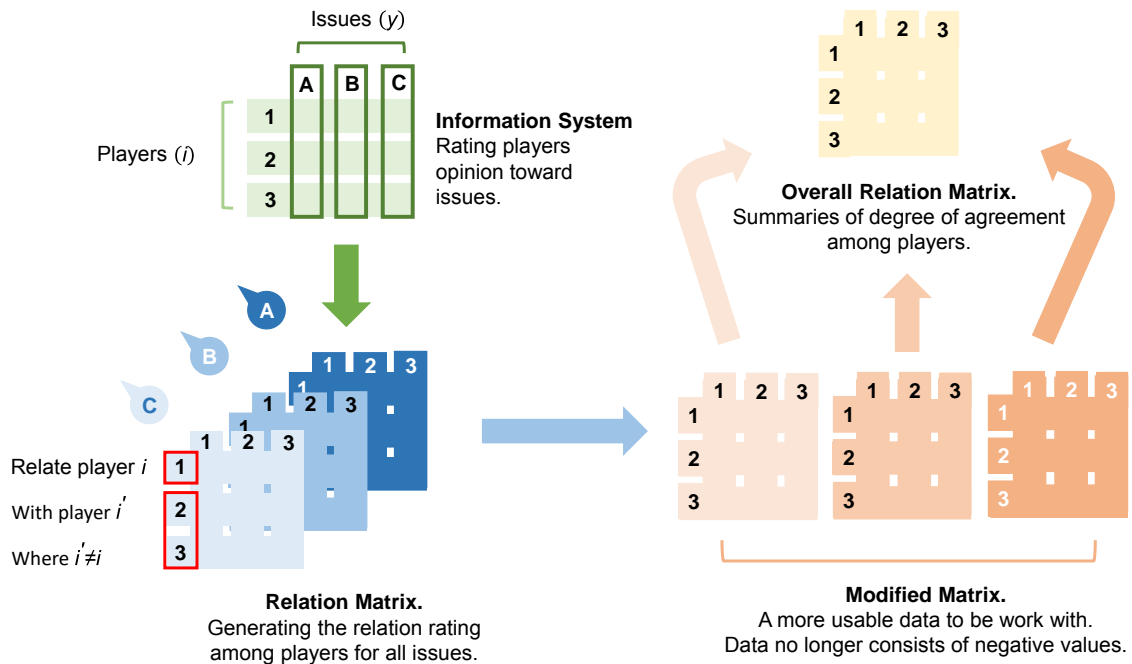 Issues (y)
A B C
1
2
3
Players (i)
Information System
Rating players
opinion toward
issues.
A
B
C
1 2 3
1
1 2 3
1
1 2 3
1
2
3
Relate player i
With player i′
Where i′≠i
Relation Matrix.
Generating the relation rating
among players for all issues.
1 2 3
1
2
3
Overall Relation Matrix.
Summaries of degree of agreement
among players.
1 2 3
1
2
3
1 2 3
1
2
3
1 2 3
1
2
3
Modified Matrix.
A more usable data to be work with.
Data no longer consists of negative values.